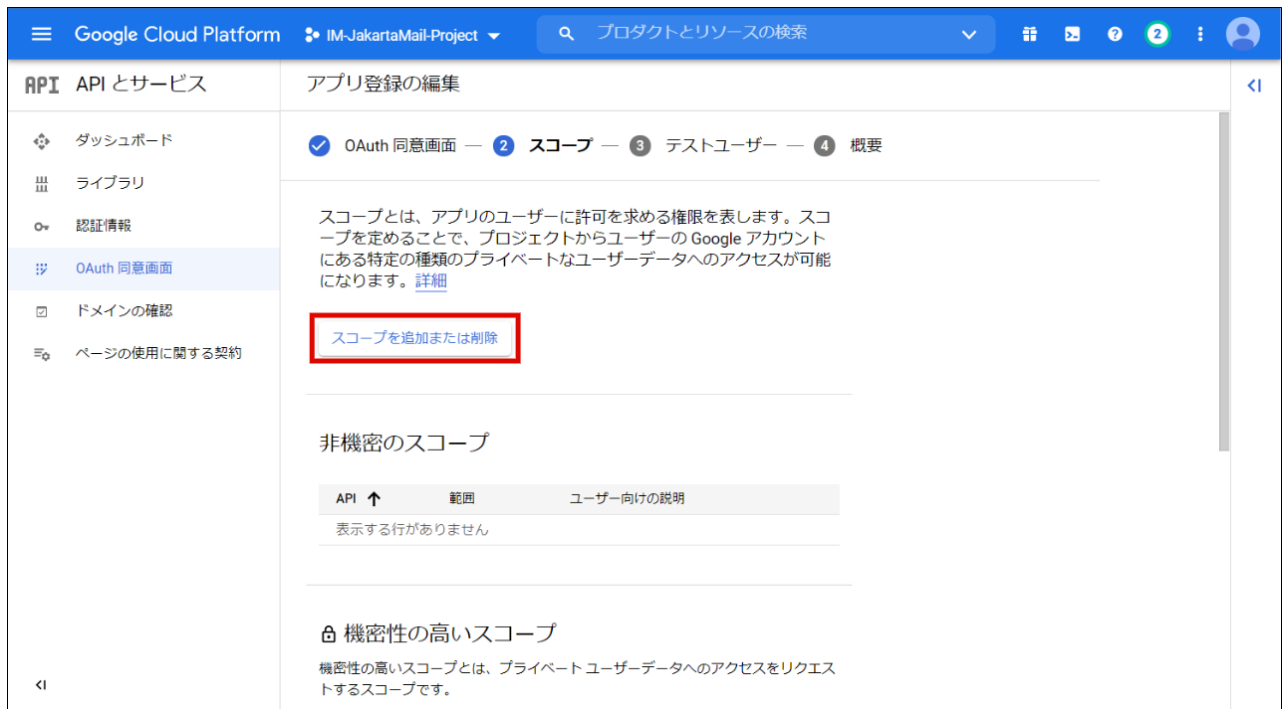 Google Cloud Platform
IM-JakartaMail-Project
プロダクトとリソースの検索
2
API APIとサービス
アプリ登録の編集
ダッシュボード
ライブラリ
認証情報
OAuth 同意画面
ドメインの確認
ページの使用に関する契約
OAuth 同意画面 — 2 スコープ — 3 テストユーザー — 4 概要
スコープとは、アプリのユーザーに許可を求める権限を表します。スコ
ープを定めることで、プロジェクトからユーザーの Google アカウント
にある特定の種類のプライベートなユーザーデータへのアクセスが可能
になります。詳細
スコープを追加または削除
非機密のスコープ
API 範囲 ユーザー向けの説明
表示する行がありません
機密性の高いスコープ
機密性の高いスコープとは、プライベート ユーザーデータへのアクセスをリクエス
トするスコープです。